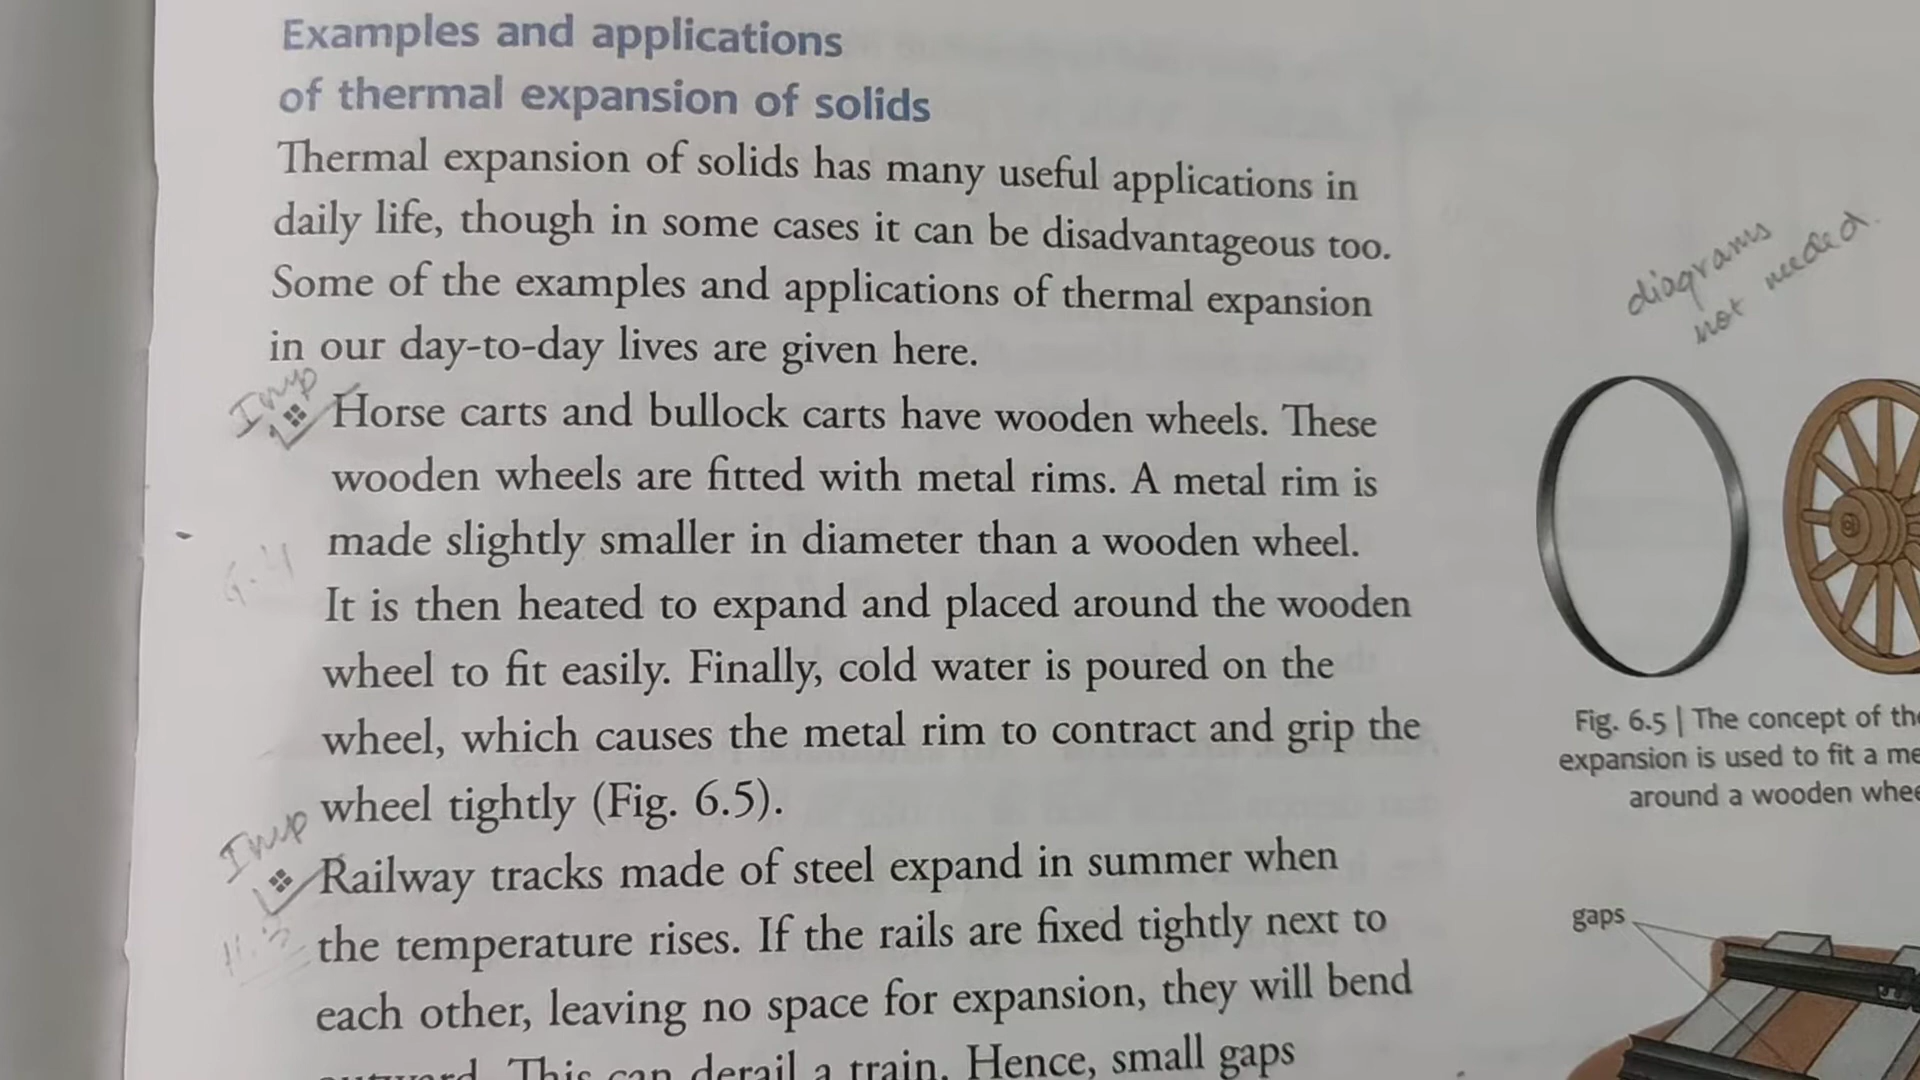 Examples and applications
of thermal expansion of solids
Thermal expansion of solids has many useful applications in
daily life, though in some cases it can be disadvantageous too.
Some of the examples and applications of thermal expansion
in our day-to-day lives are given here.
Imp
❖ Horse carts and bullock carts have wooden wheels. These
wooden wheels are fitted with metal rims. A metal rim is
made slightly smaller in diameter than a wooden wheel.
It is then heated to expand and placed around the wooden
wheel to fit easily. Finally, cold water is poured on the
wheel, which causes the metal rim to contract and grip the
wheel tightly (Fig. 6.5).
Imp
❖ Railway tracks made of steel expand in summer when
the temperature rises. If the rails are fixed tightly next to
each other, leaving no space for expansion, they will bend
outward. This can derail a train. Hence, small gaps
diagrams
not needed.
Fig. 6.5 | The concept of the
expansion is used to fit a me
around a wooden whee
gaps